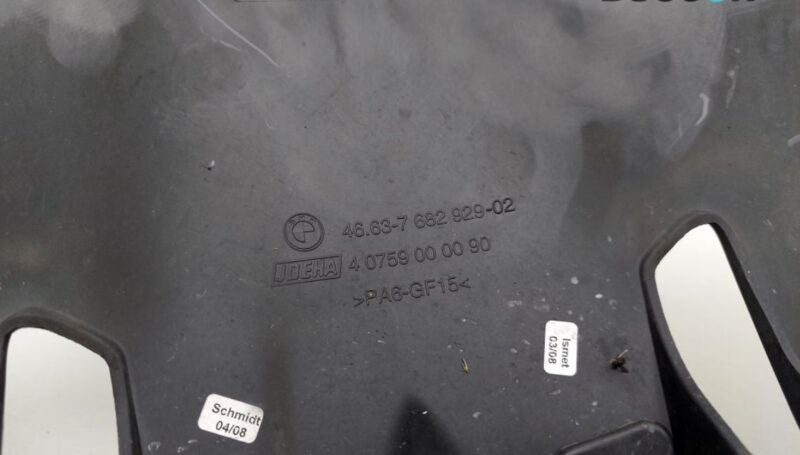 46.63-7 682 929-02
JDEHA 4 0759 00 00 90
>PA6-GF15<
Ismet
03/08
Schmidt
04/08